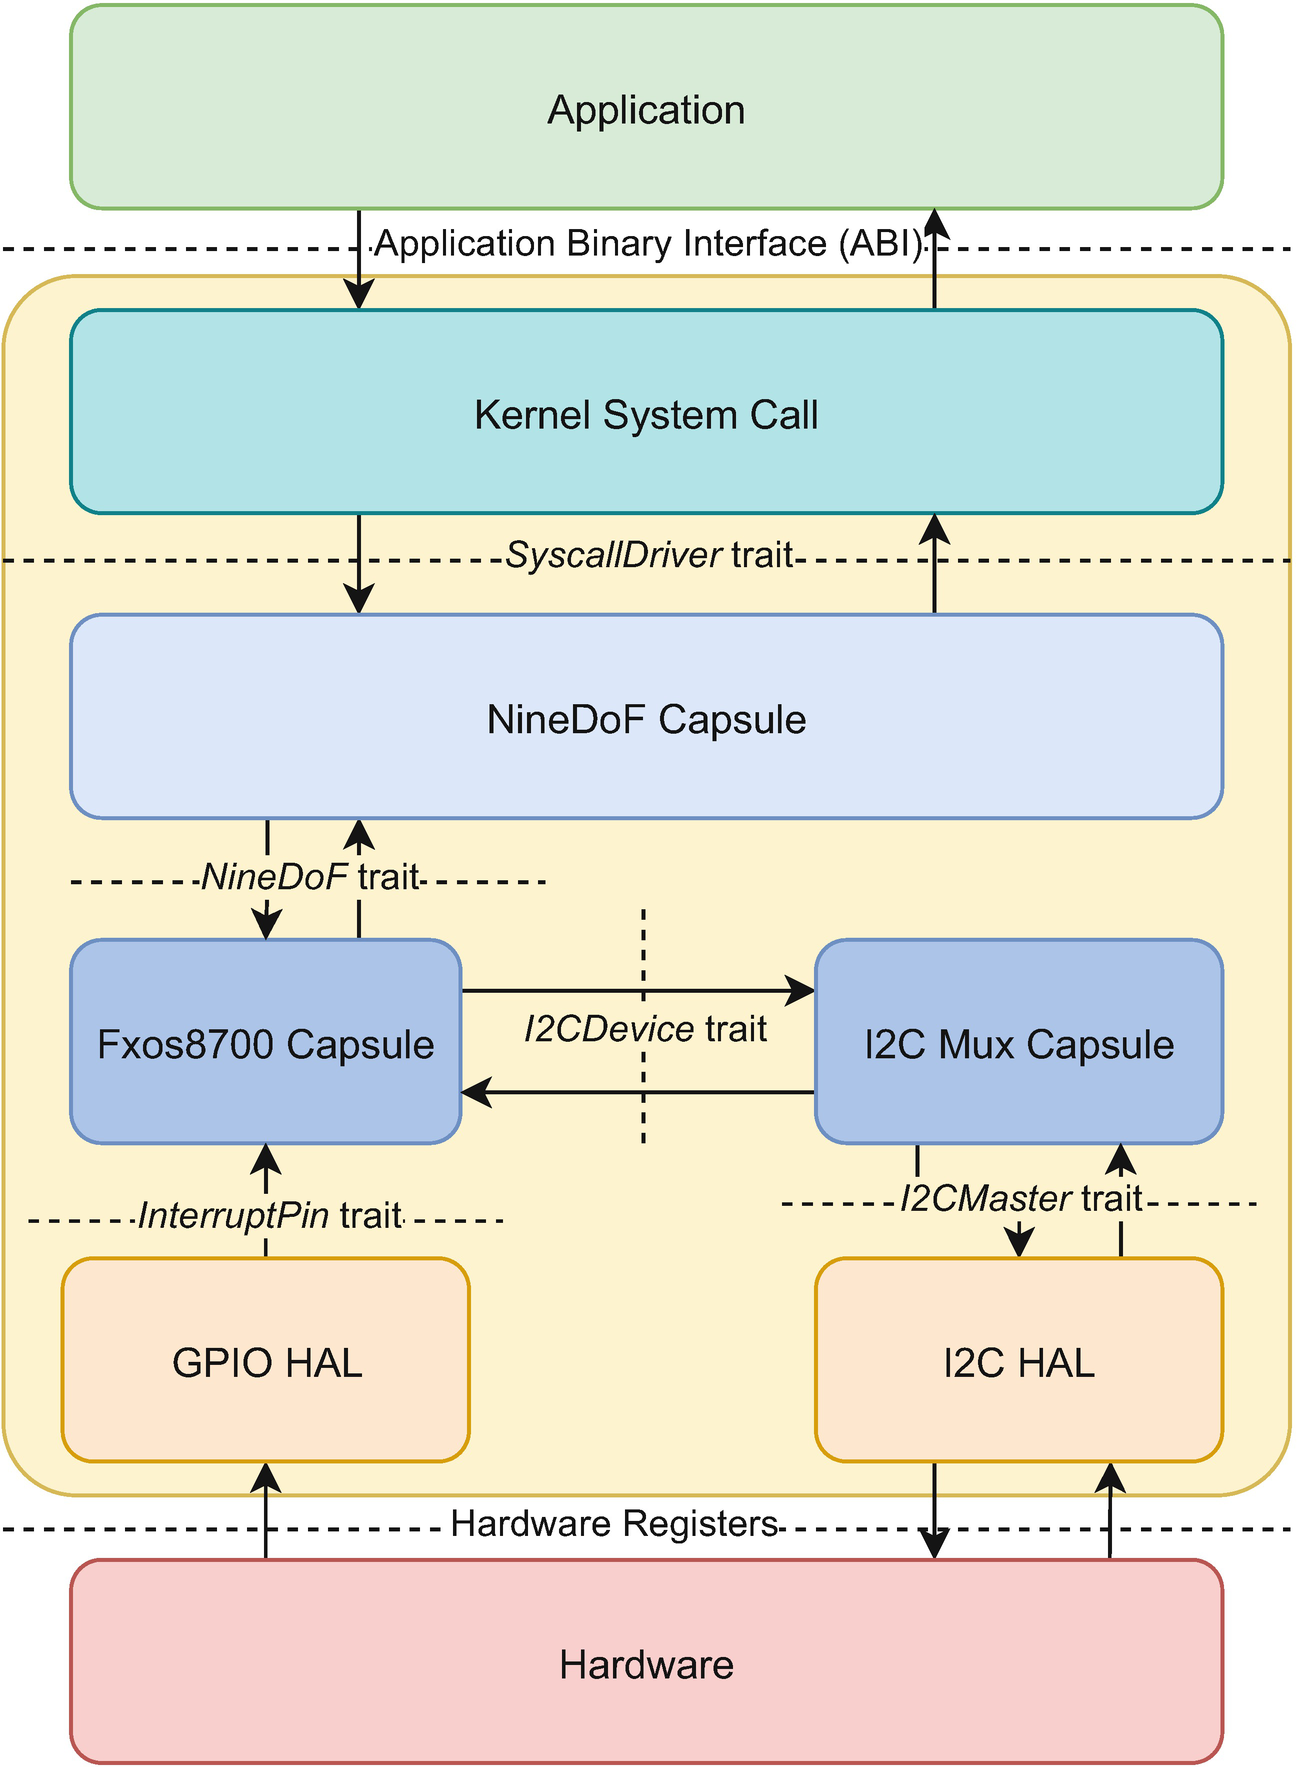 Application
Application Binary Interface (ABI)
Kernel System Call
SyscallDriver trait
NineDoF Capsule
NineDoF trait
Fxos8700 Capsule
I2CDevice trait
I2C Mux Capsule
InterruptPin trait
I2CMaster trait
GPIO HAL
I2C HAL
Hardware Registers
Hardware